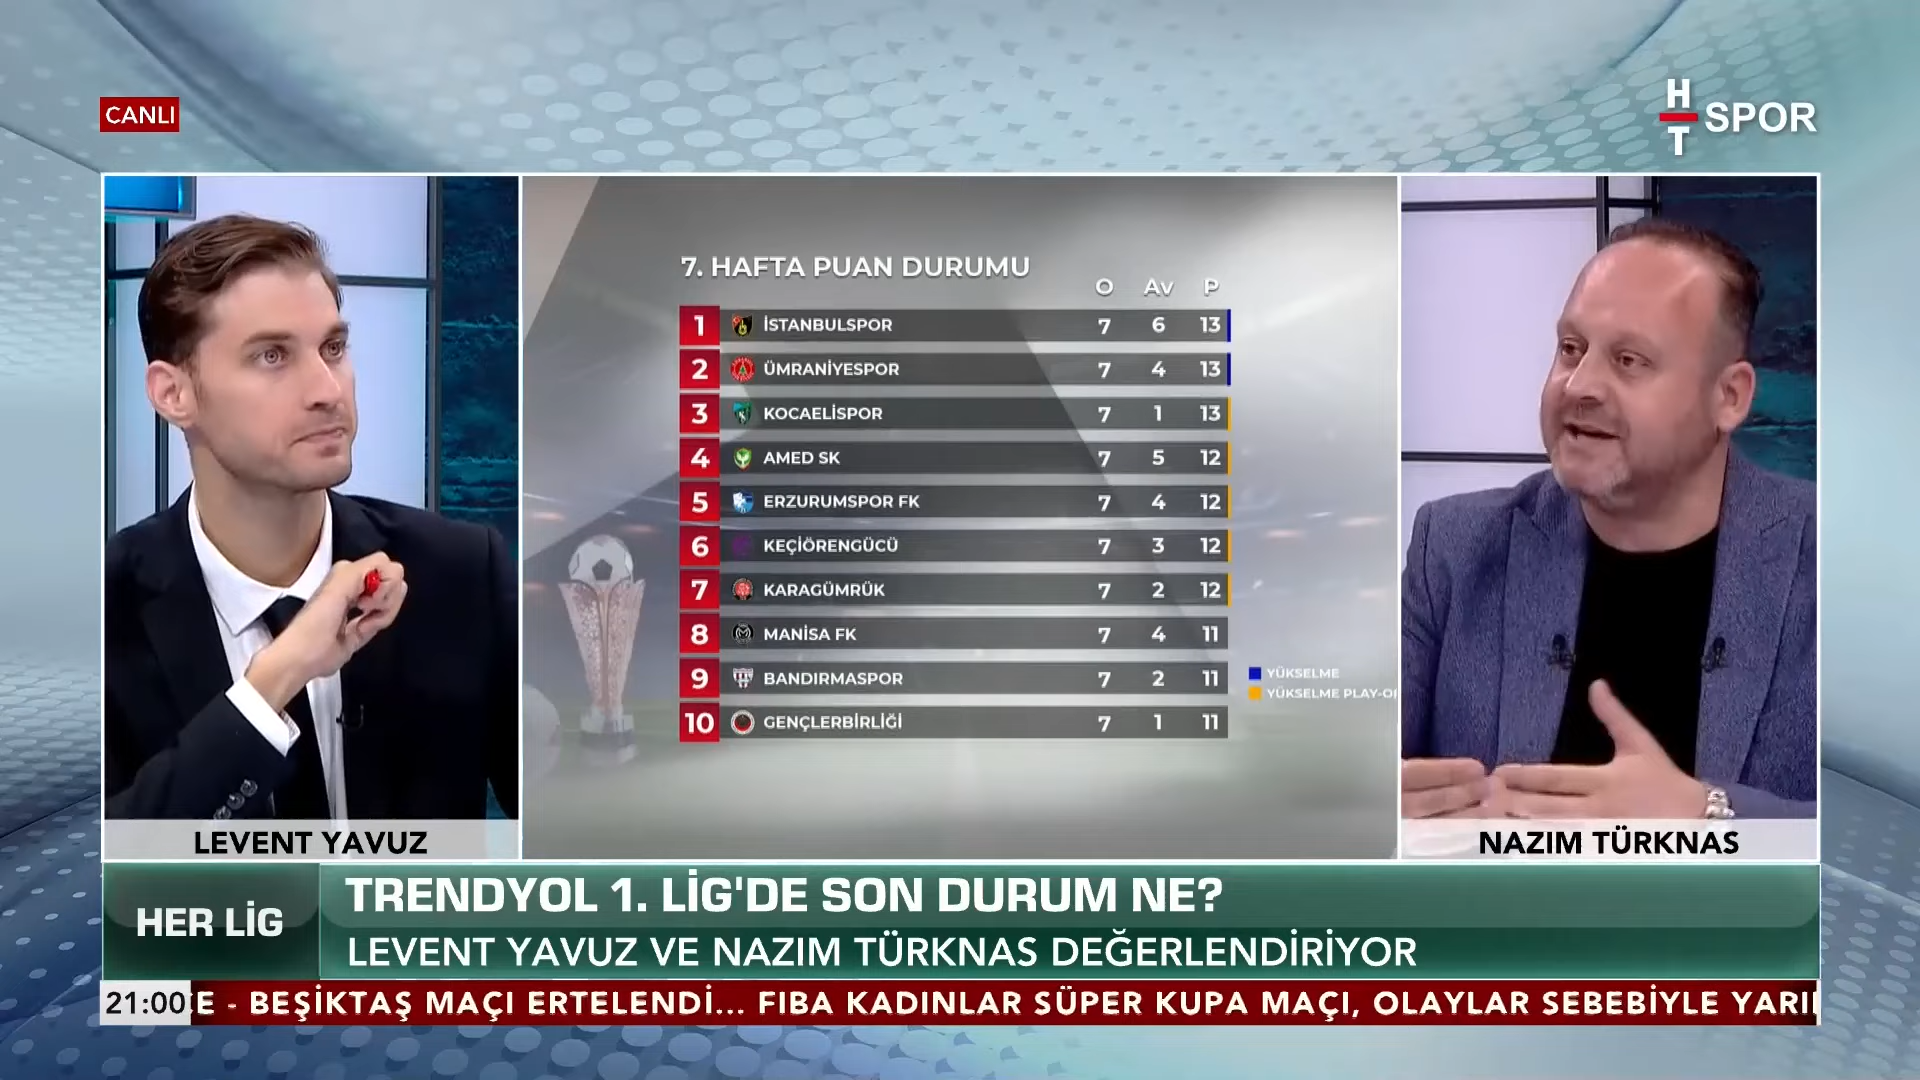 CANLI
HT SPOR
7. HAFTA PUAN DURUMU
O Av P
1 İSTANBULSPOR 7 6 13
2 ÜMRANİYESPOR 7 4 13
3 KOCAELİSPOR 7 1 13
4 AMED SK 7 5 12
5 ERZURUMSPOR FK 7 4 12
6 KEÇİÖRENGÜCÜ 7 3 12
7 KARAGÜMRÜK 7 2 12
8 MANİSA FK 7 4 11
9 BANDIRMASPOR 7 2 11
10 GENÇLERBİRLİĞİ 7 1 11
YÜKSELME
YÜKSELME PLAY-O
LEVENT YAVUZ
NAZIM TÜRKNAS
HER LİG
TRENDYOL 1. LİG'DE SON DURUM NE?
LEVENT YAVUZ VE NAZIM TÜRKNAS DEĞERLENDİRİYOR
21:00 E - BEŞİKTAŞ MAÇI ERTELENDİ... FIBA KADINLAR SÜPER KUPA MAÇI, OLAYLAR SEBEBİYLE YARI